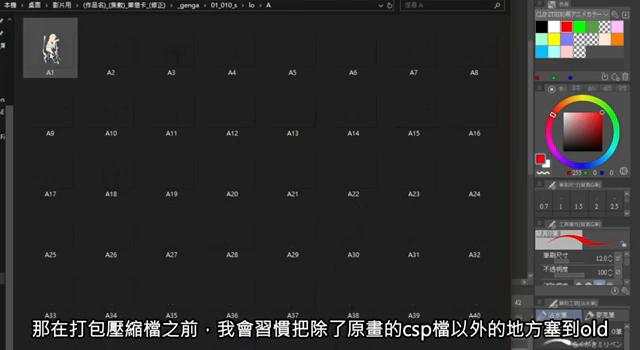 本機 > 桌面 > 影片用 > (作品名)_(廣獻)_單慈卡_(修正) > _genga > 01_010_s > lo > A
搜尋 A
A1 A2 A3 A4 A5 A6 A7 A8
A9 A10 A11 A12 A13 A14 A15 A16
A17 A18 A19 A20 A21 A22 A23 A24
A25 A26 A27 A28 A29 A30 A31 A32
A33 A34 A35 A36 A37 A38 A39 A40
255 0 0
0.7 1 1.5 2 2.5
筆刷尺寸 12.0
不透明度 100
42
那在打包壓縮檔之前，我會習慣把除了原畫的csp檔以外的地方塞到old